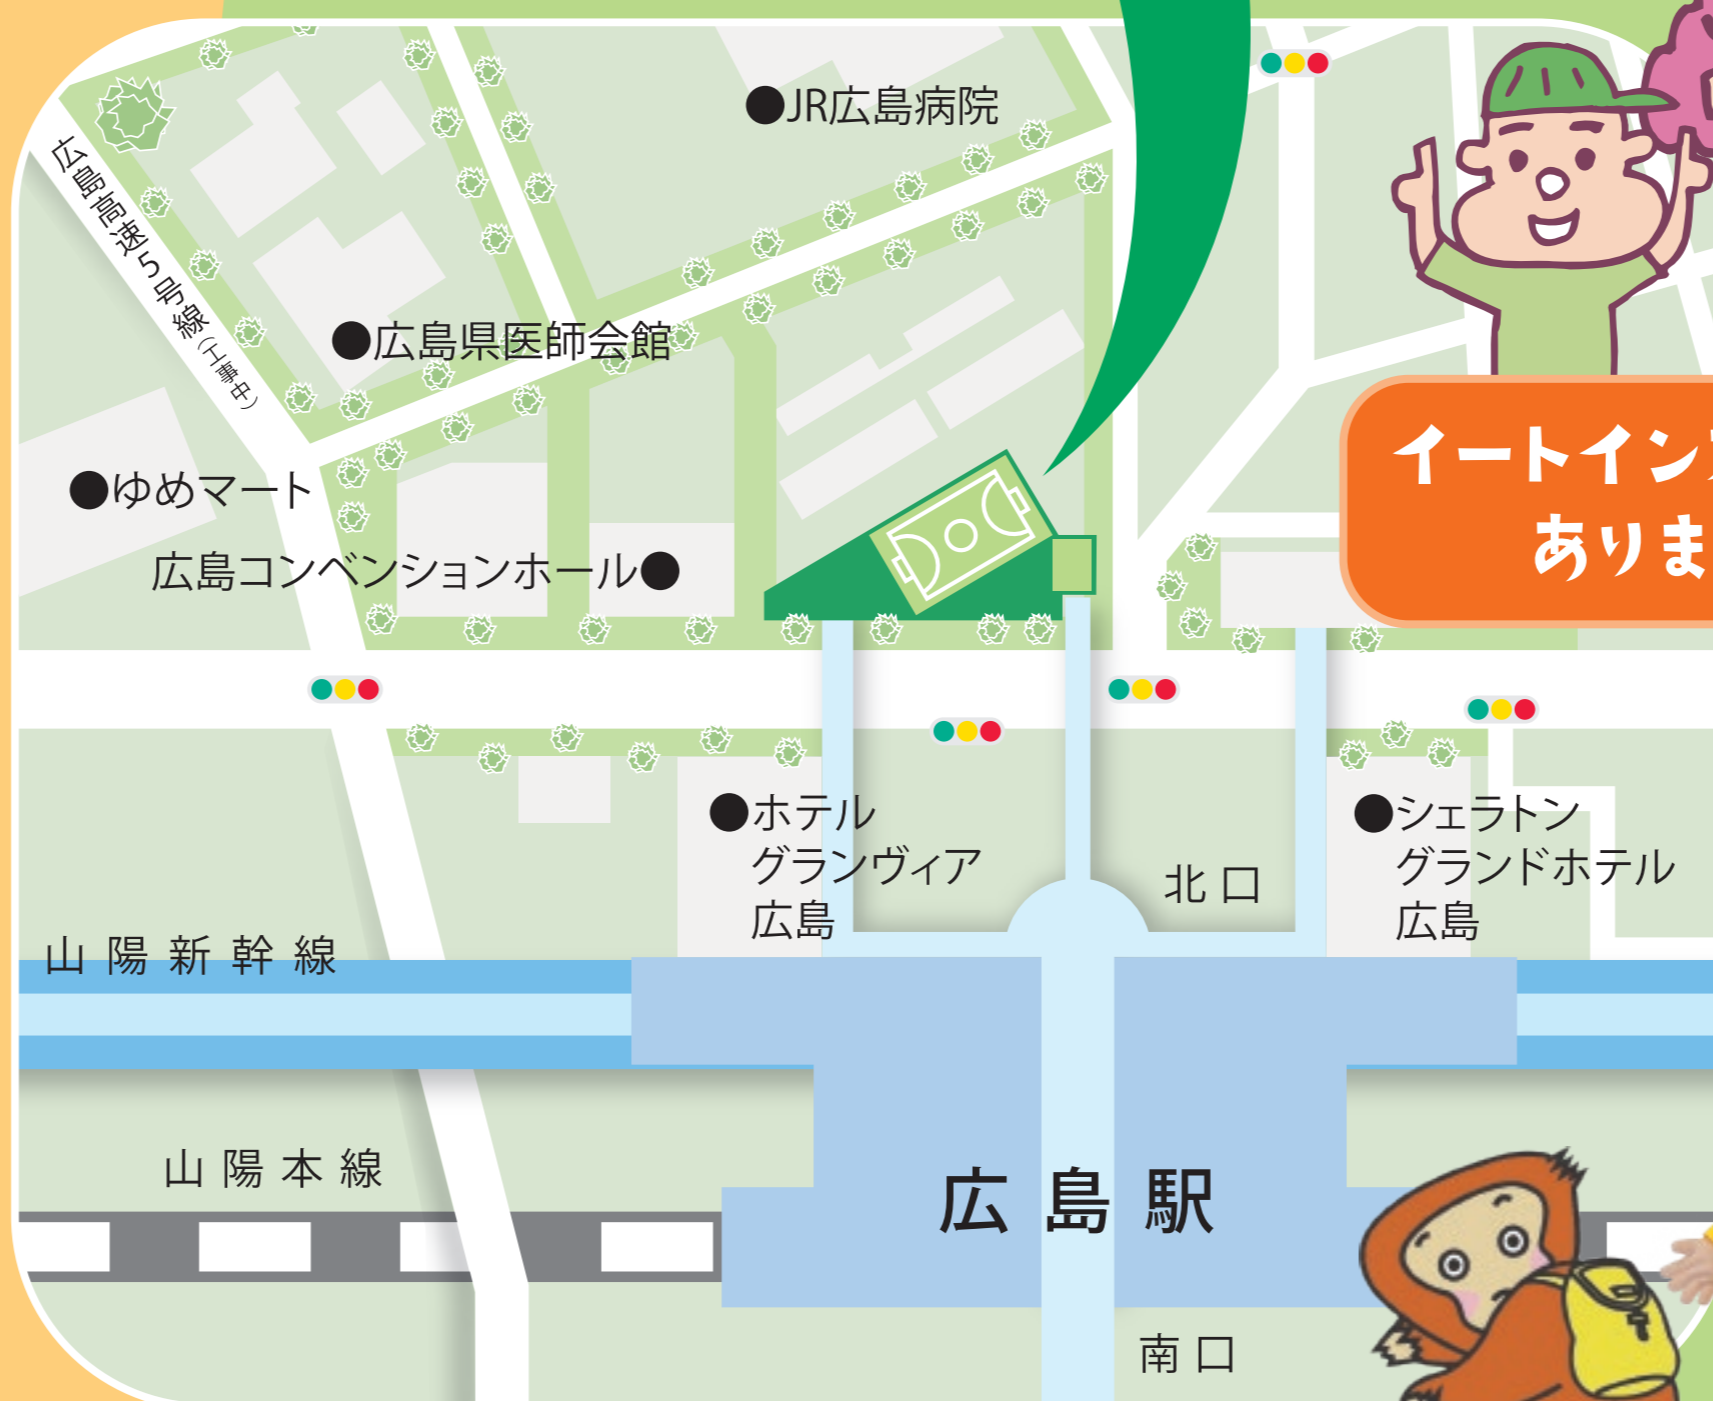 ●JR広島病院
広島高速5号線(工事中)
●広島県医師会館
イートイン
ありま
●ゆめマート
広島コンベンションホール●
●ホテル
グランヴィア
広島
北口
●シェラトン
グランドホテル
広島
山陽新幹線
山陽本線
広島駅
南口